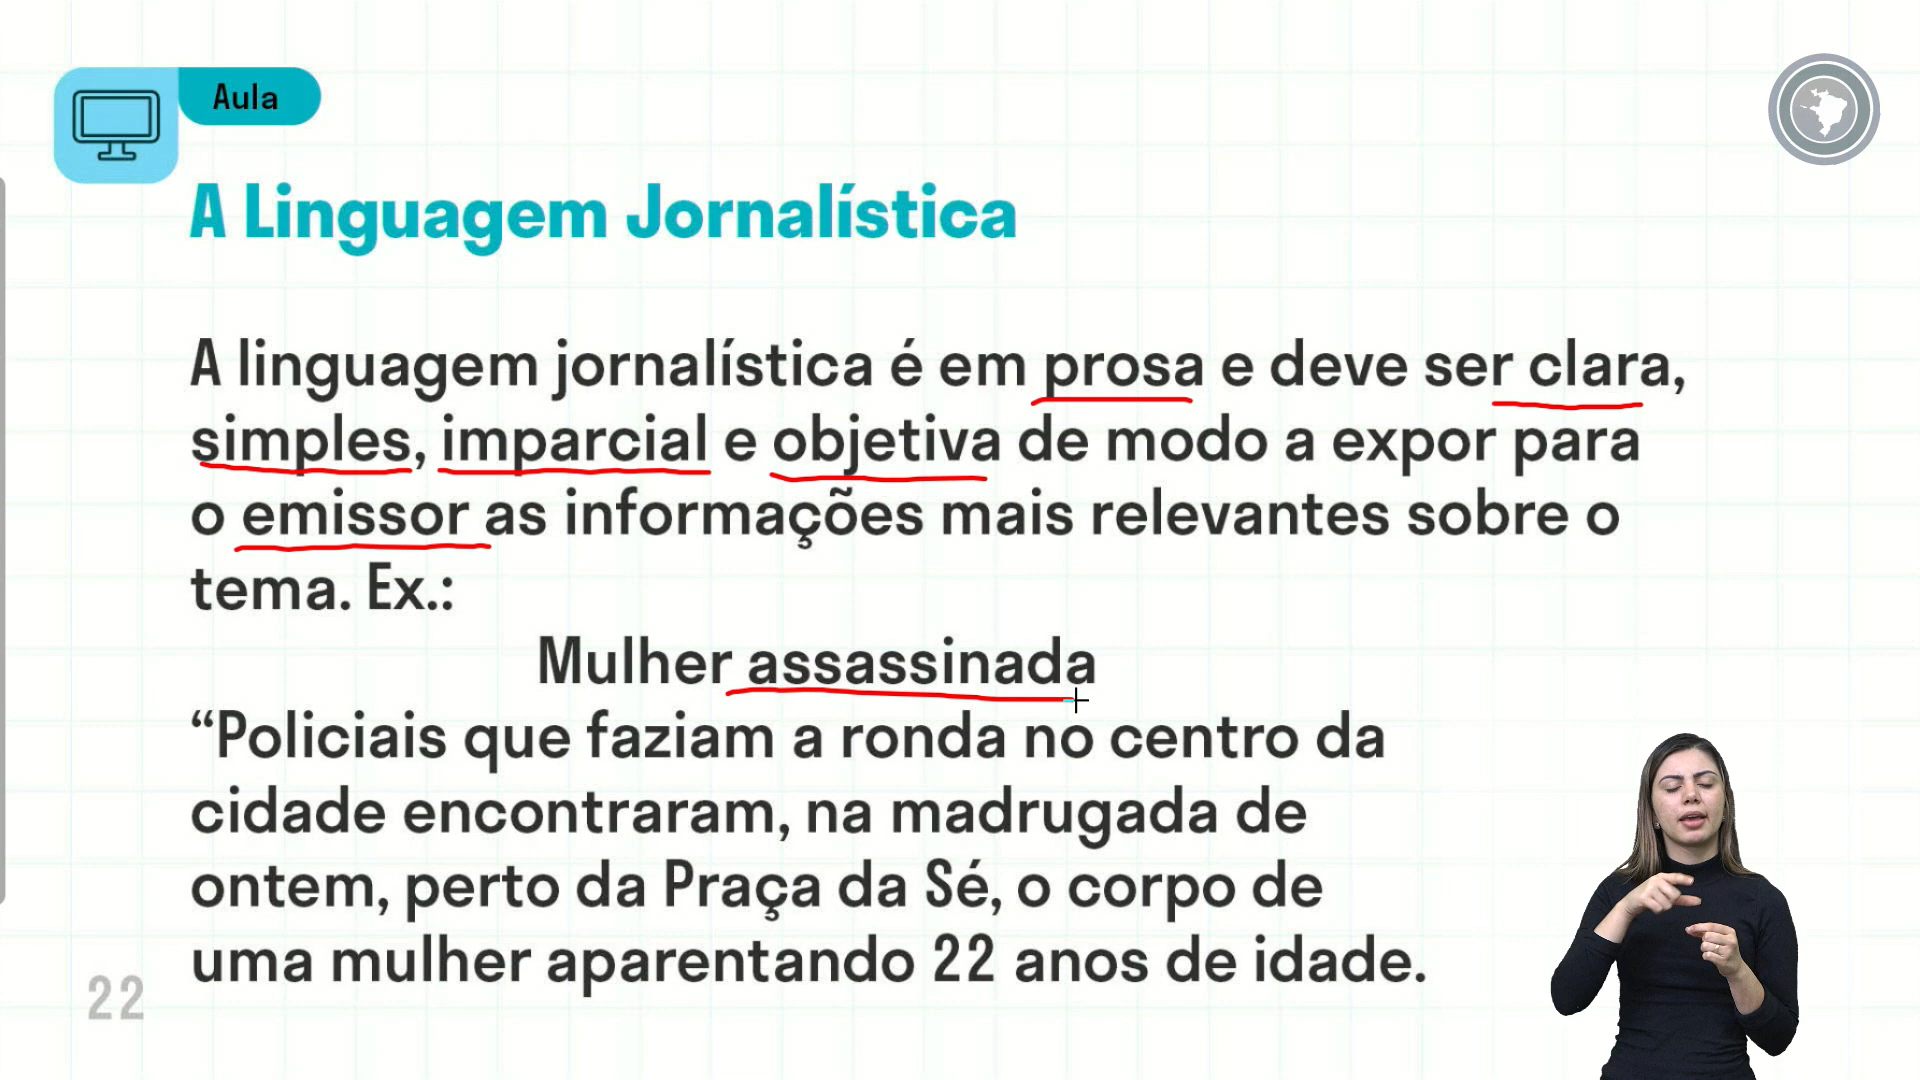 Aula
A Linguagem Jornalística
A linguagem jornalística é em prosa e deve ser clara,
simples, imparcial e objetiva de modo a expor para
o emissor as informações mais relevantes sobre o
tema. Ex.:
Mulher assassinada
“Policiais que faziam a ronda no centro da
cidade encontraram, na madrugada de
ontem, perto da Praça da Sé, o corpo de
uma mulher aparentando 22 anos de idade.
22